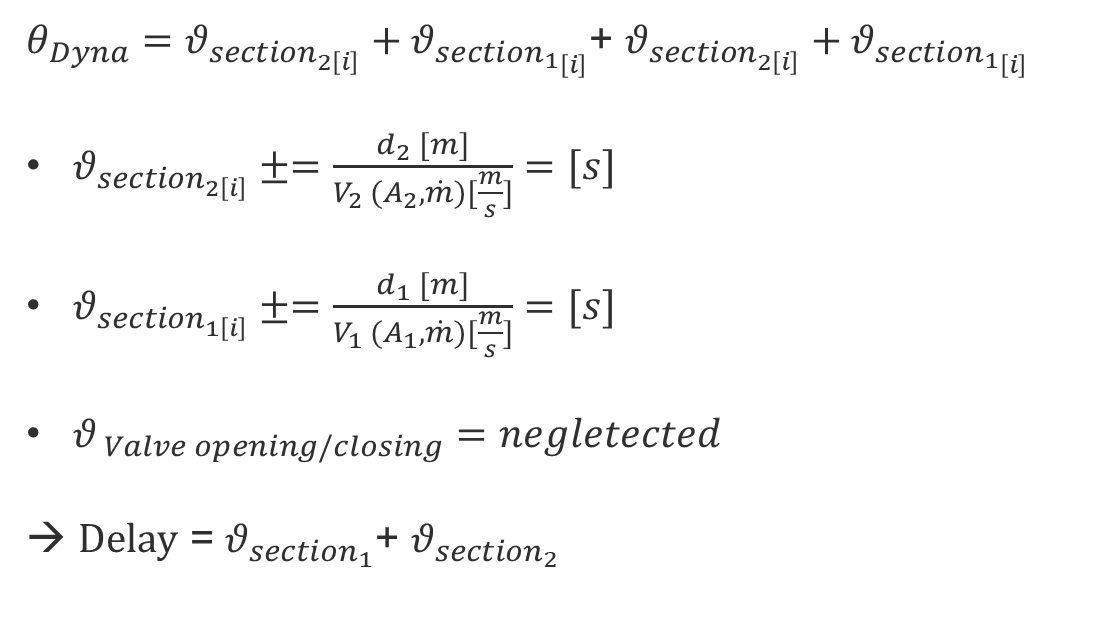 θ_Dyna = ϑ_section_2[i] + ϑ_section_1[i] + ϑ_section_2[i] + ϑ_section_1[i]
• ϑ_section_2[i] ±= d_2 [m] / V_2 (A_2,ṁ)[m/s] = [s]
• ϑ_section_1[i] ±= d_1 [m] / V_1 (A_1,ṁ)[m/s] = [s]
• ϑ_Valve opening/closing = negletected
→ Delay = ϑ_section_1 + ϑ_section_2